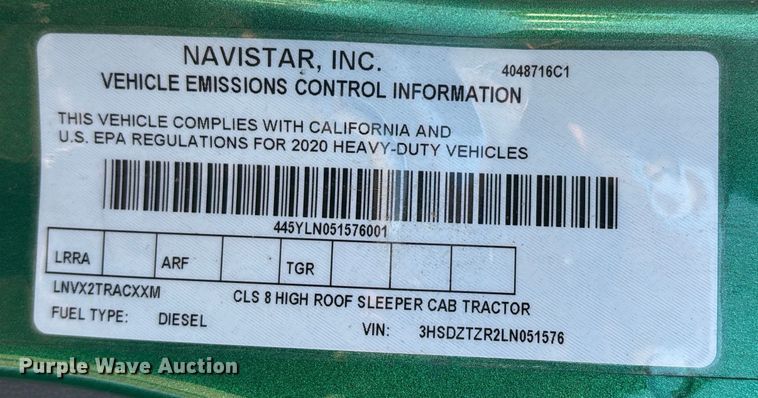 NAVISTAR, INC.
4048716C1
VEHICLE EMISSIONS CONTROL INFORMATION
THIS VEHICLE COMPLIES WITH CALIFORNIA AND
U.S. EPA REGULATIONS FOR 2020 HEAVY-DUTY VEHICLES
445YLN051576001
LRRA ARF TGR
LNVX2TRACXXM CLS 8 HIGH ROOF SLEEPER CAB TRACTOR
FUEL TYPE: DIESEL VIN: 3HSDZTZR2LN051576
Purple Wave Auction